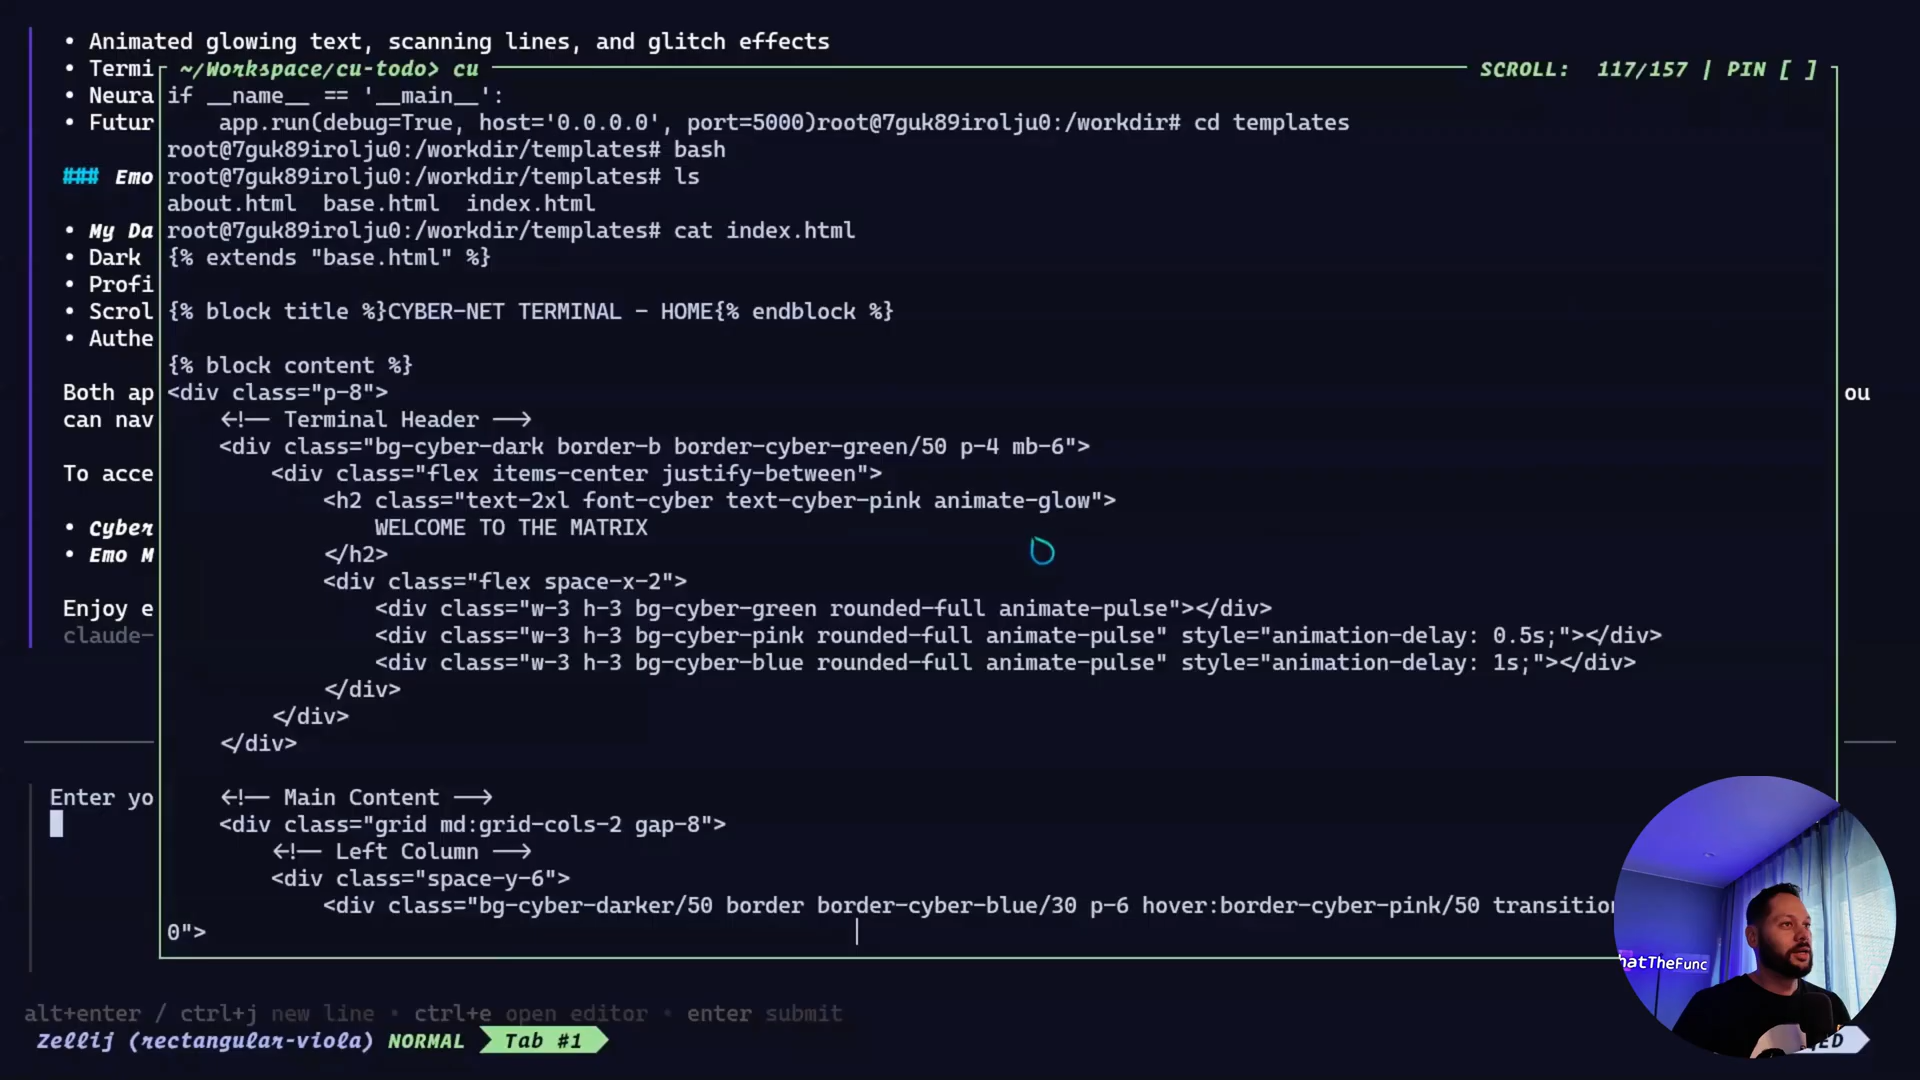 • Animated glowing text, scanning lines, and glitch effects
• Termi
• Neura
• Futur
### Emo
• My Da
• Dark
• Profi
• Scrol
• Authe
Both ap
can nav
To acce
• Cyber
• Emo M
Enjoy e
claude-
Enter yo
~/Workspace/cu-todo> cu
SCROLL:  117/157 | PIN [ ]
if __name__ == '__main__':
    app.run(debug=True, host='0.0.0.0', port=5000)root@7guk89irolju0:/workdir# cd templates
root@7guk89irolju0:/workdir/templates# bash
root@7guk89irolju0:/workdir/templates# ls
about.html  base.html  index.html
root@7guk89irolju0:/workdir/templates# cat index.html
{% extends "base.html" %}
{% block title %}CYBER-NET TERMINAL - HOME{% endblock %}
{% block content %}
<div class="p-8">
    <!-- Terminal Header -->
    <div class="bg-cyber-dark border-b border-cyber-green/50 p-4 mb-6">
        <div class="flex items-center justify-between">
            <h2 class="text-2xl font-cyber text-cyber-pink animate-glow">
                WELCOME TO THE MATRIX
            </h2>
            <div class="flex space-x-2">
                <div class="w-3 h-3 bg-cyber-green rounded-full animate-pulse"></div>
                <div class="w-3 h-3 bg-cyber-pink rounded-full animate-pulse" style="animation-delay: 0.5s;"></div>
                <div class="w-3 h-3 bg-cyber-blue rounded-full animate-pulse" style="animation-delay: 1s;"></div>
            </div>
        </div>
    </div>
    <!-- Main Content -->
    <div class="grid md:grid-cols-2 gap-8">
        <!-- Left Column -->
        <div class="space-y-6">
            <div class="bg-cyber-darker/50 border border-cyber-blue/30 p-6 hover:border-cyber-pink/50 transition
0">
ou
hatTheFunc
alt+enter / ctrl+j new line • ctrl+e open editor • enter submit
Zellij (rectangular-viola) NORMAL Tab #1
ED